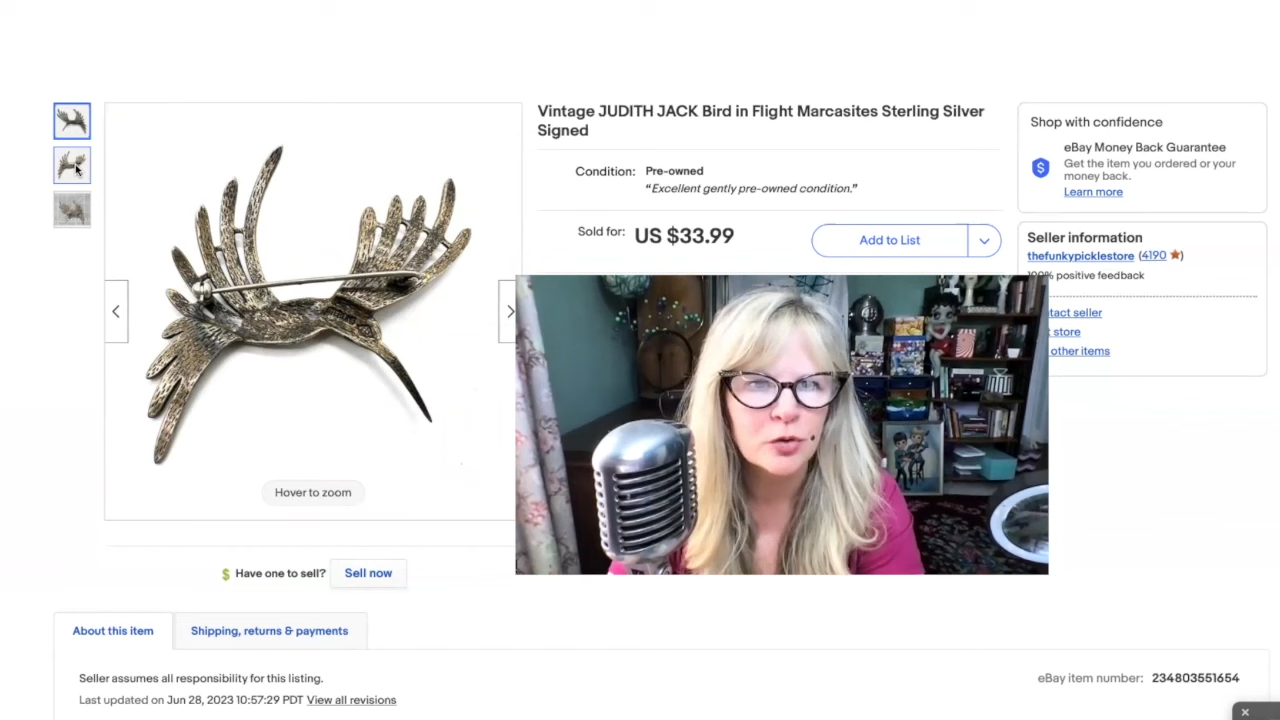 Vintage JUDITH JACK Bird in Flight Marcasites Sterling Silver
Signed
Condition: Pre-owned
“Excellent gently pre-owned condition.”
Sold for: US $33.99
Add to List
Hover to zoom
Have one to sell? Sell now
Shop with confidence
eBay Money Back Guarantee
Get the item you ordered or your
money back.
Learn more
Seller information
thefunkypicklestore (4190 ★)
positive feedback
tact seller
store
other items
About this item
Shipping, returns & payments
Seller assumes all responsibility for this listing.
Last updated on Jun 28, 2023 10:57:29 PDT View all revisions
eBay item number: 234803551654